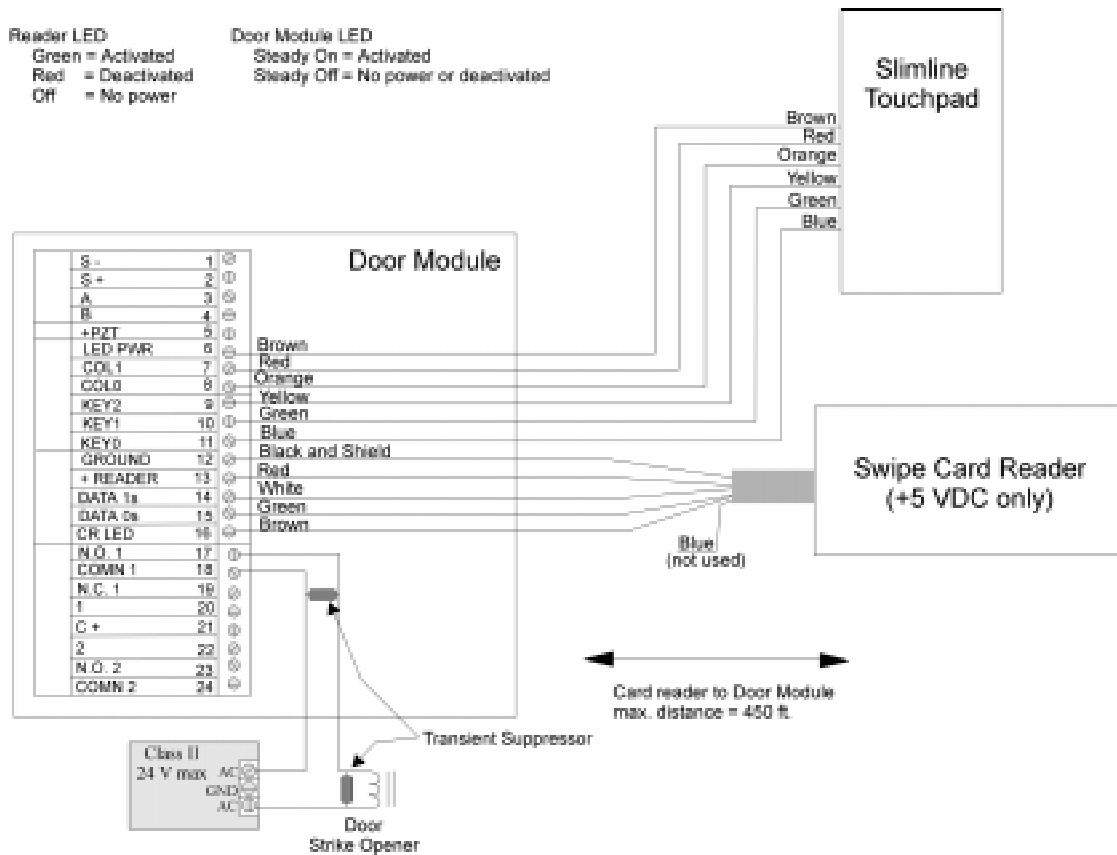 Reader LED
Green = Activated
Red = Deactivated
Off = No power
Door Module LED
Steady On = Activated
Steady Off = No power or deactivated
Slimline
Touchpad
Brown
Red
Orange
Yellow
Green
Blue
Door Module
S - 1
S + 2
A 3
B 4
+PZT 5
LED PWR 6
COL1 7
COL0 8
KEY2 9
KEY1 10
KEY0 11
GROUND 12
+ READER 13
DATA 1s 14
DATA 0s 15
CR LED 16
N.O. 1 17
COMN 1 18
N.C. 1 19
1 20
C + 21
2 22
N.O. 2 23
COMN 2 24
Brown
Red
Orange
Yellow
Green
Blue
Black and Shield
Red
White
Green
Brown
Swipe Card Reader
(+5 VDC only)
Blue
(not used)
Card reader to Door Module
max. distance = 450 ft.
Transient Suppressor
Class II
24 V max
AC
GND
AC
Door
Strike Opener